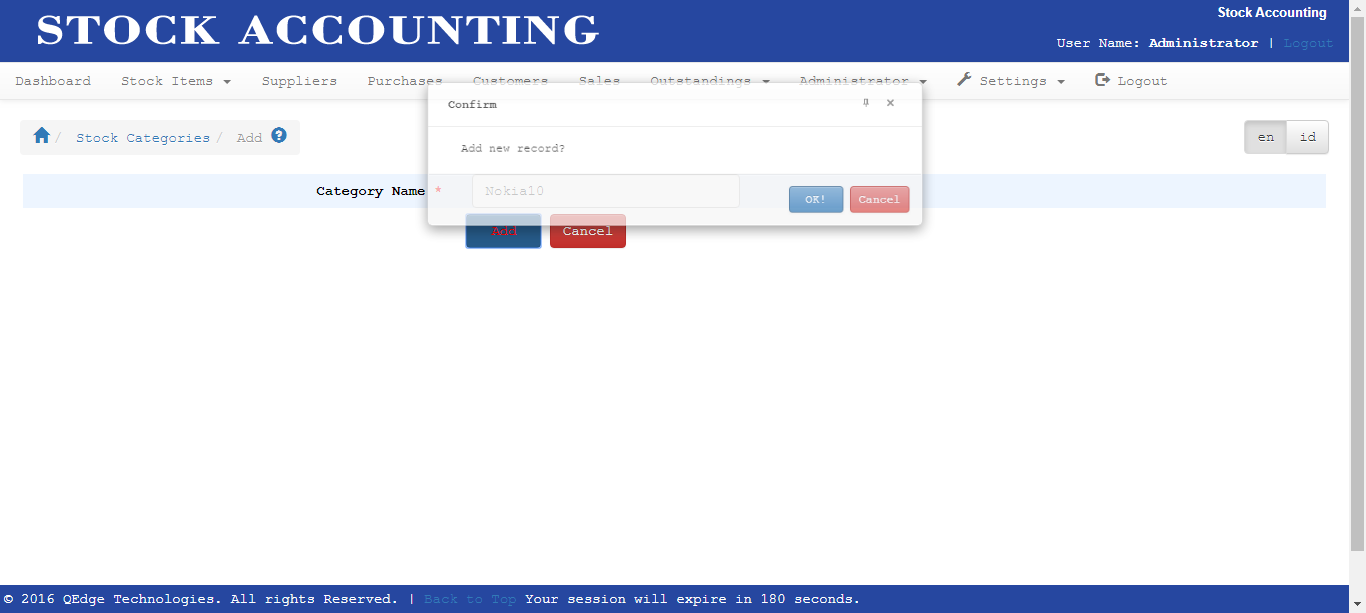 STOCK ACCOUNTING
Stock Accounting
User Name: Administrator | Logout
Dashboard Stock Items Suppliers Purchases Customers Sales Outstandings Administrator Settings Logout
Confirm
/ Stock Categories / Add
en id
Add new record?
Category Name * Nokia10
OK! Cancel
Add Cancel
© 2016 QEdge Technologies. All rights Reserved. | Back to Top Your session will expire in 180 seconds.